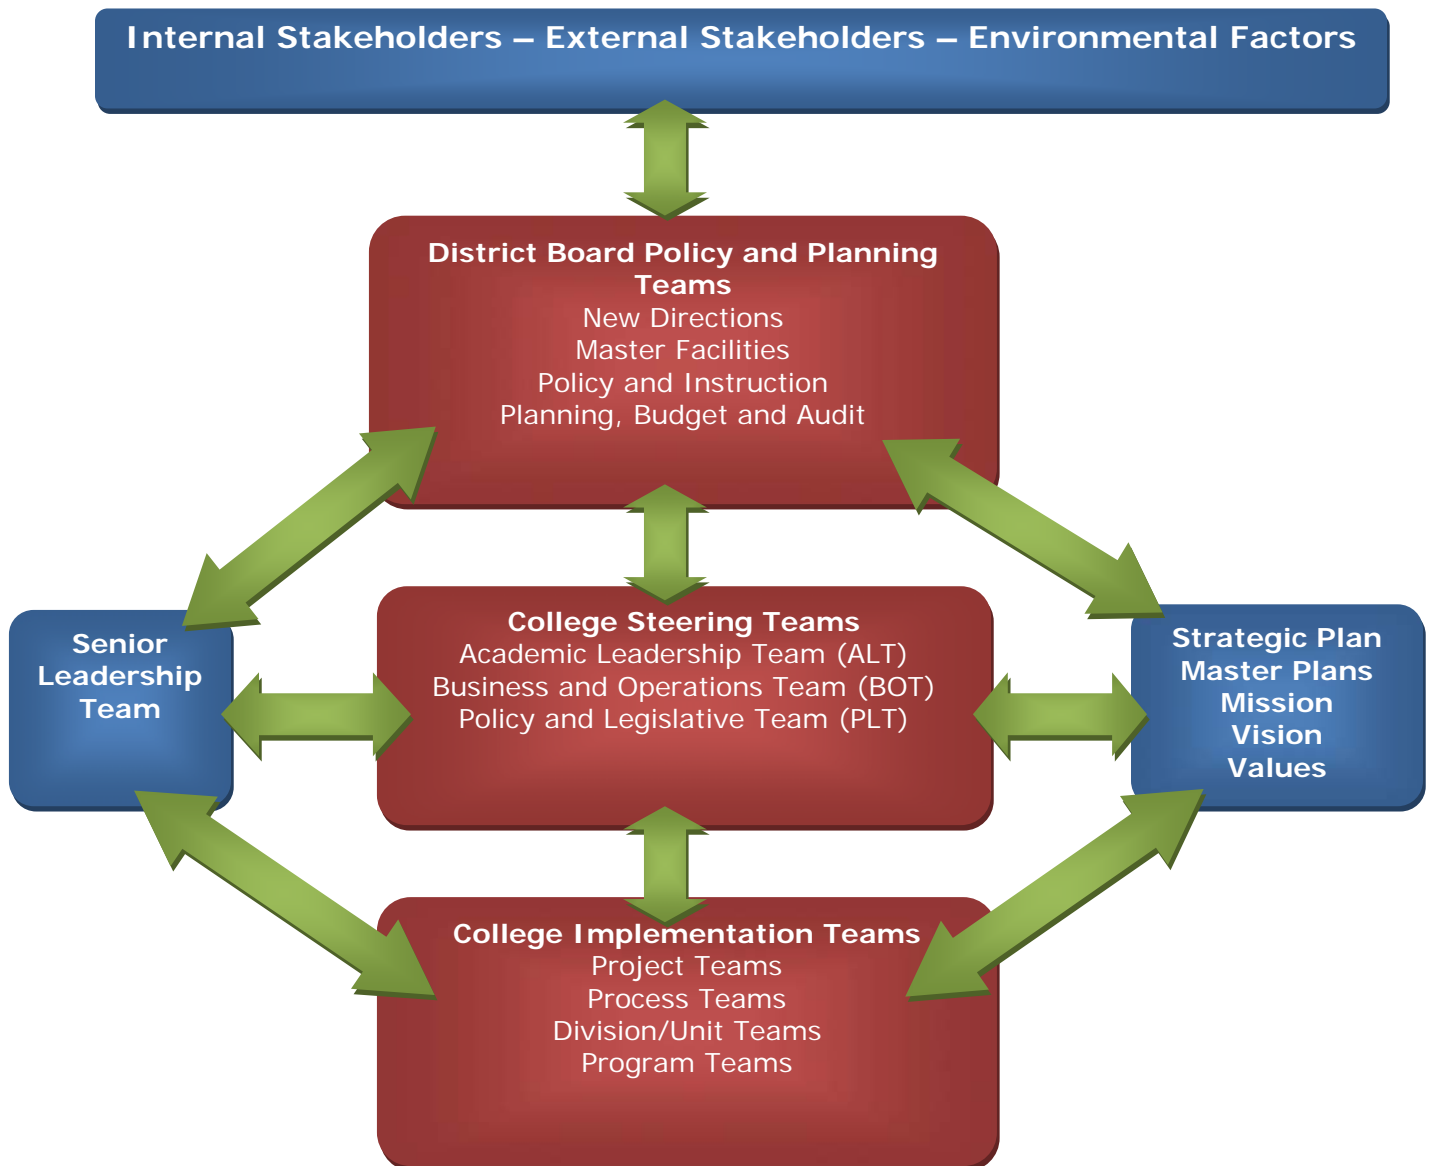 Internal Stakeholders – External Stakeholders – Environmental Factors
District Board Policy and Planning
Teams
New Directions
Master Facilities
Policy and Instruction
Planning, Budget and Audit
Senior
Leadership
Team
College Steering Teams
Academic Leadership Team (ALT)
Business and Operations Team (BOT)
Policy and Legislative Team (PLT)
Strategic Plan
Master Plans
Mission
Vision
Values
College Implementation Teams
Project Teams
Process Teams
Division/Unit Teams
Program Teams